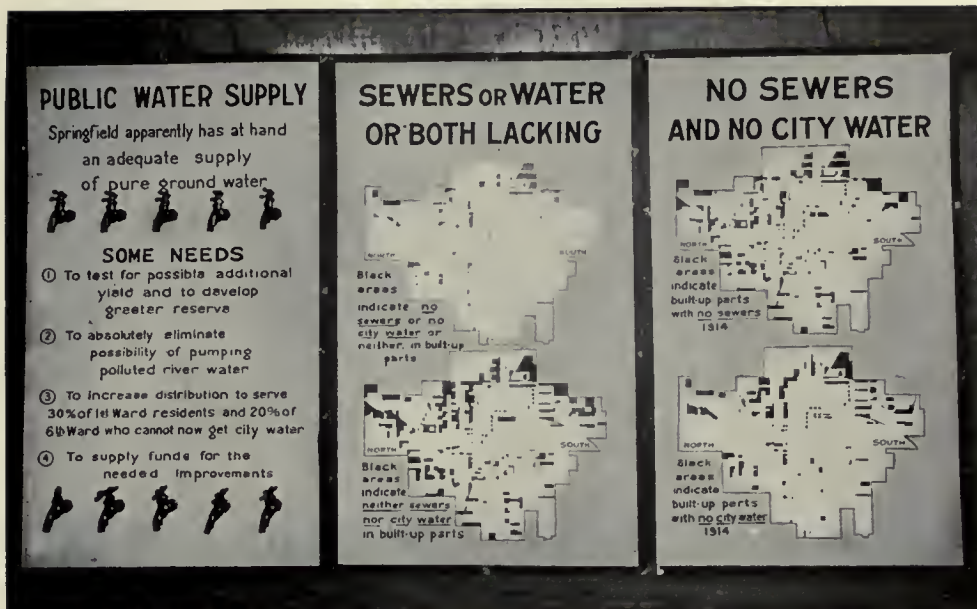 PUBLIC WATER SUPPLY
Springfield apparently has at hand
an adequate supply
of pure ground water
SOME NEEDS
① To test for possible additional
yield and to develop
greater reserve
② To absolutely eliminate
possibility of pumping
polluted river water
③ To increase distribution to serve
30% of 1st Ward residents and 20% of
6th Ward who cannot now get city water
④ To supply funds for the
needed improvements
SEWERS OR WATER
OR BOTH LACKING
NORTH
SOUTH
Black
areas
indicate no
sewers or no
city water or
neither, in built-up
parts
NORTH
SOUTH
Black
areas
indicate
neither sewers
nor city water
in built-up parts
NO SEWERS
AND NO CITY WATER
NORTH
SOUTH
Black
areas
indicate
built-up parts
with no sewers
1914
NORTH
SOUTH
Black
areas
indicate
built-up parts
with no city water
1914